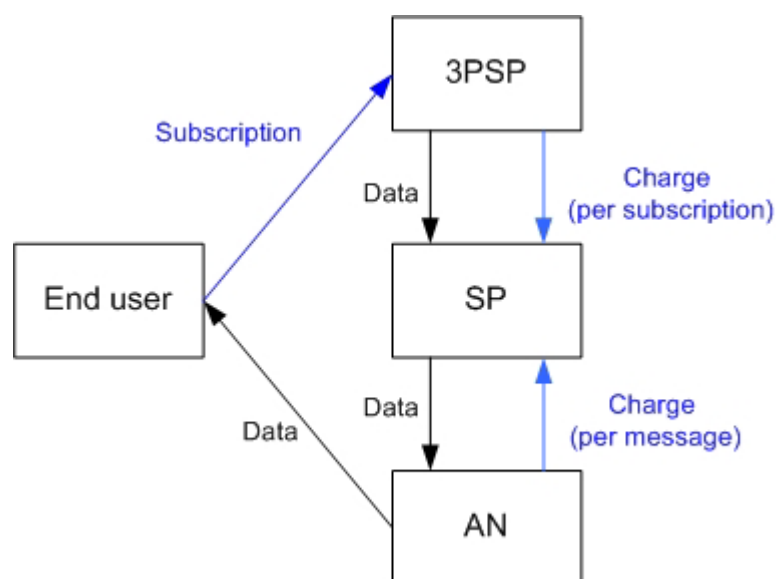 3PSP
Subscription
Data
Charge
(per subscription)
End user
SP
Data
Data
Charge
(per message)
AN